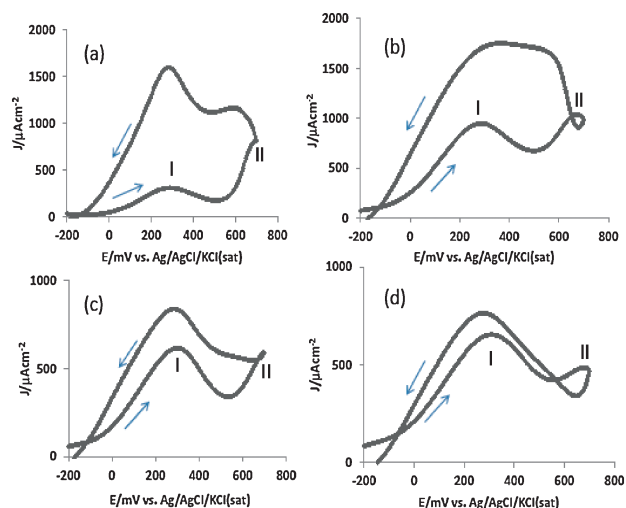 (a)
2000
1500
1000
500
0
J/µAcm-2
I
II
-200 0 200 400 600 800
E/mV vs. Ag/AgCl/KCl(sat)
(b)
2000
1500
1000
500
0
J/µAcm-2
I
II
-200 0 200 400 600 800
E/mV vs. Ag/AgCl/KCl(sat)
(c)
1000
500
0
J/µAcm-2
I
II
-200 0 200 400 600 800
E/mV vs. Ag/AgCl/KCl(sat)
(d)
1000
500
0
J/µAcm-2
I
II
-200 0 200 400 600 800
E/mV vs. Ag/AgCl/KCl(sat)